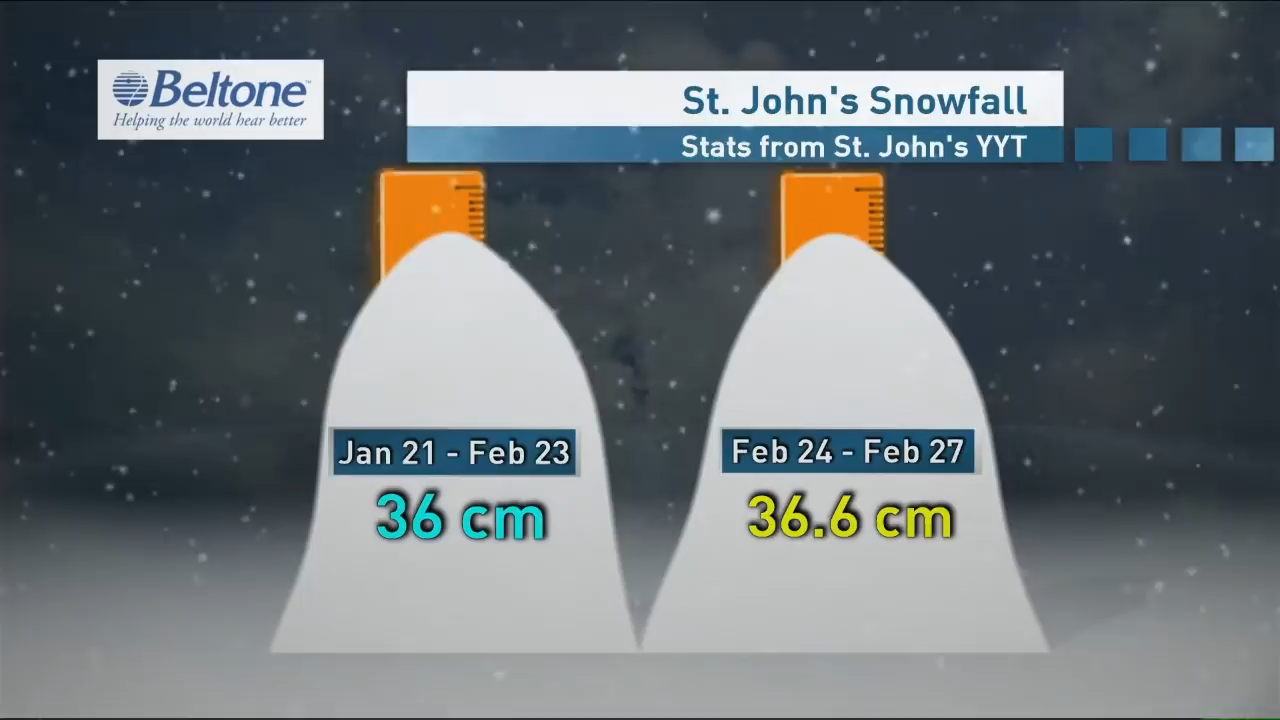 Beltone™
Helping the world hear better
St. John's Snowfall
Stats from St. John's YYT
Jan 21 - Feb 23
36 cm
Feb 24 - Feb 27
36.6 cm